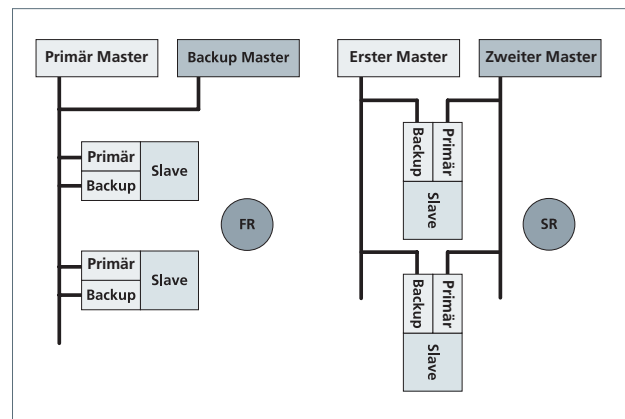 Primär Master
Backup Master
Primär
Backup
Slave
FR
Primär
Backup
Slave
Erster Master
Zweiter Master
Backup
Primär
Slave
SR
Backup
Primär
Slave